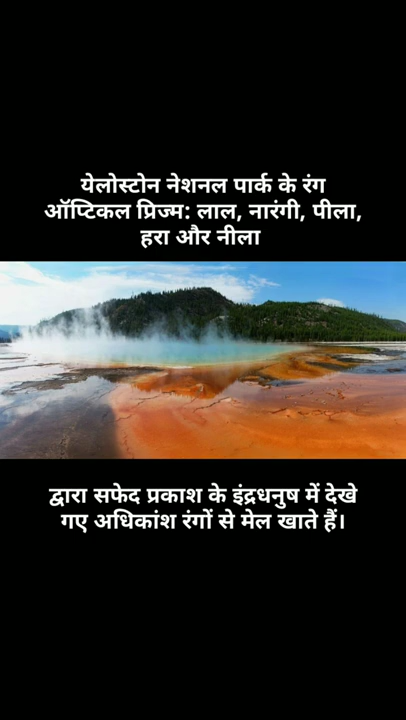 येलोस्टोन नेशनल पार्क के रंग
ऑप्टिकल प्रिज्म: लाल, नारंगी, पीला,
हरा और नीला
द्वारा सफेद प्रकाश के इंद्रधनुष में देखे
गए अधिकांश रंगों से मेल खाते हैं।